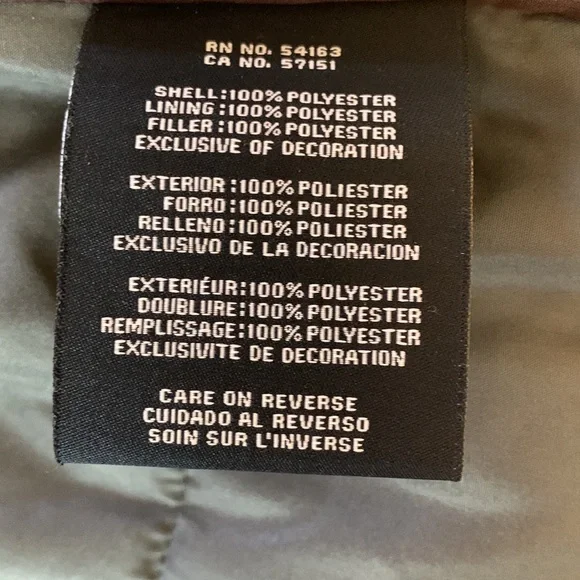 RN NO. 54163
CA NO. 57151
SHELL:100% POLYESTER
LINING:100% POLYESTER
FILLER:100% POLYESTER
EXCLUSIVE OF DECORATION
EXTERIOR:100% POLIESTER
FORRO:100% POLIESTER
RELLENO:100% POLIESTER
EXCLUSIVO DE LA DECORACION
EXTERIÉUR:100% POLYESTER
DOUBLURE:100% POLYESTER
REMPLISSAGE:100% POLYESTER
EXCLUSIVITE DE DECORATION
CARE ON REVERSE
CUIDADO AL REVERSO
SOIN SUR L'INVERSE